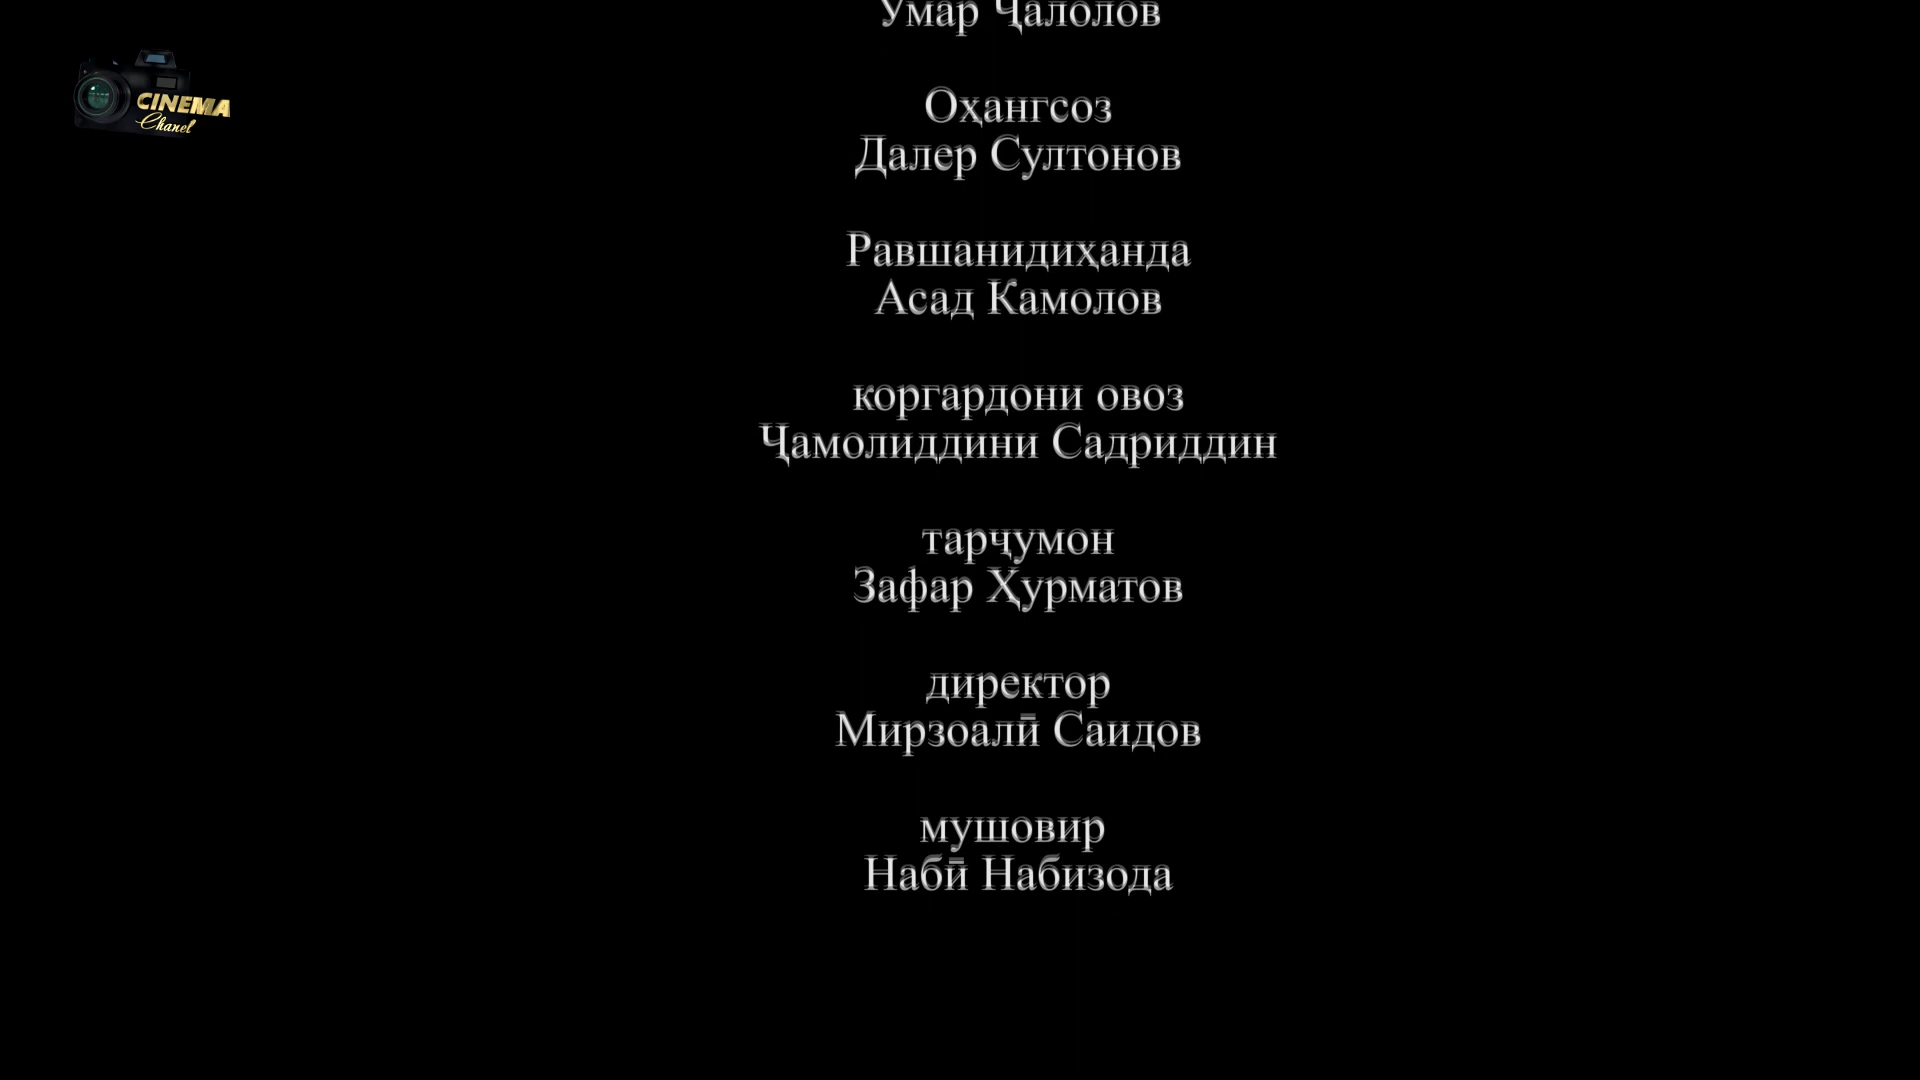 CINEMA
Chanel
Умар Ҷалолов
Оҳангсоз
Далер Султонов
Равшанидиҳанда
Асад Камолов
коргардони овоз
Ҷамолиддини Садриддин
тарҷумон
Зафар Ҳурматов
директор
Мирзоалӣ Саидов
мушовир
Набӣ Набизода